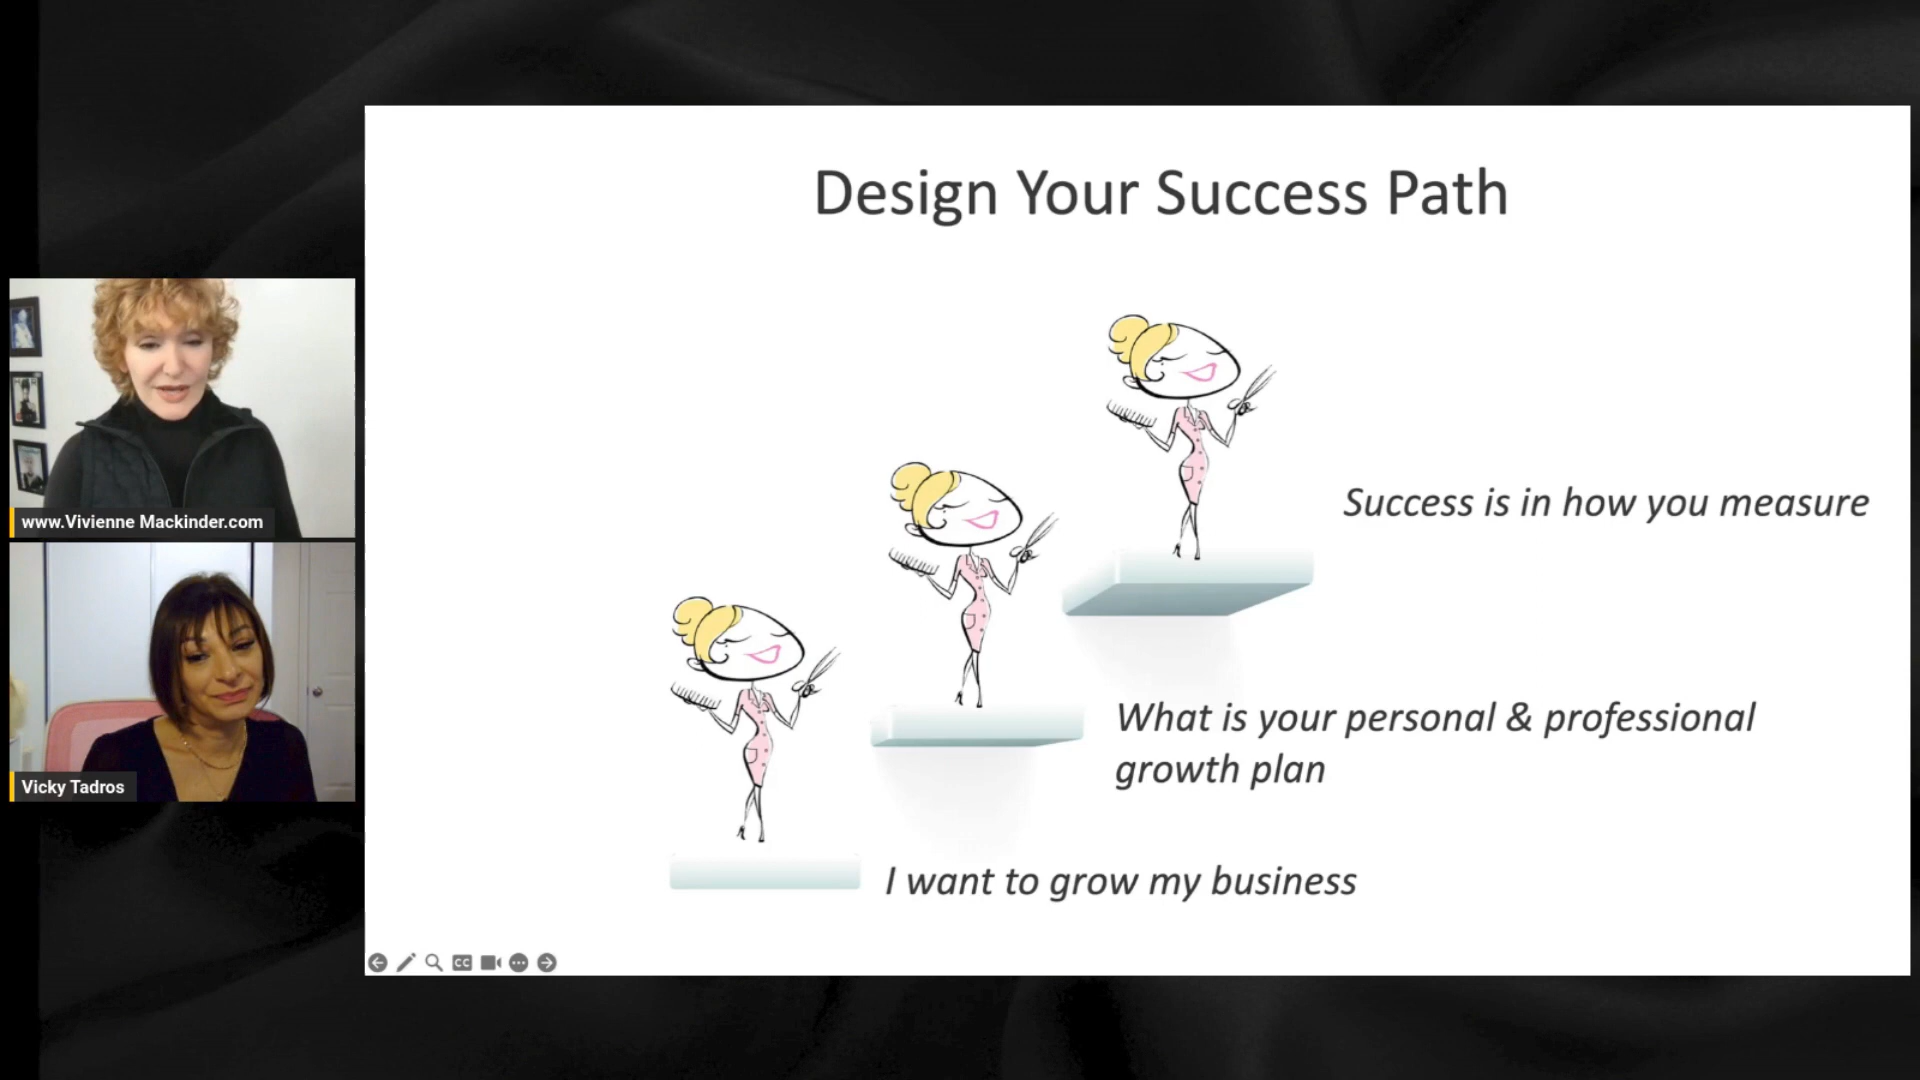 Design Your Success Path
www.Vivienne Mackinder.com
Success is in how you measure
What is your personal & professional
growth plan
Vicky Tadros
I want to grow my business
CC